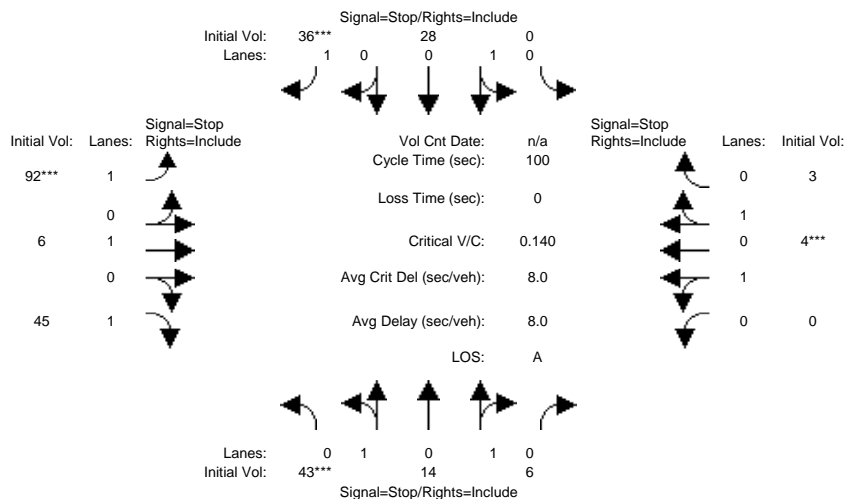 Signal=Stop/Rights=Include
Initial Vol: 36*** 28 0
Lanes: 1 0 0 1 0
Signal=Stop
Initial Vol: Lanes: Rights=Include
Vol Cnt Date: n/a
Signal=Stop
Rights=Include Lanes: Initial Vol:
Cycle Time (sec): 100
92*** 1
0 3
Loss Time (sec): 0
0
1
6 1
Critical V/C: 0.140
0 4***
0
Avg Crit Del (sec/veh): 8.0
1
45 1
Avg Delay (sec/veh): 8.0
0 0
LOS: A
Lanes: 0 1 0 1 0
Initial Vol: 43*** 14 6
Signal=Stop/Rights=Include